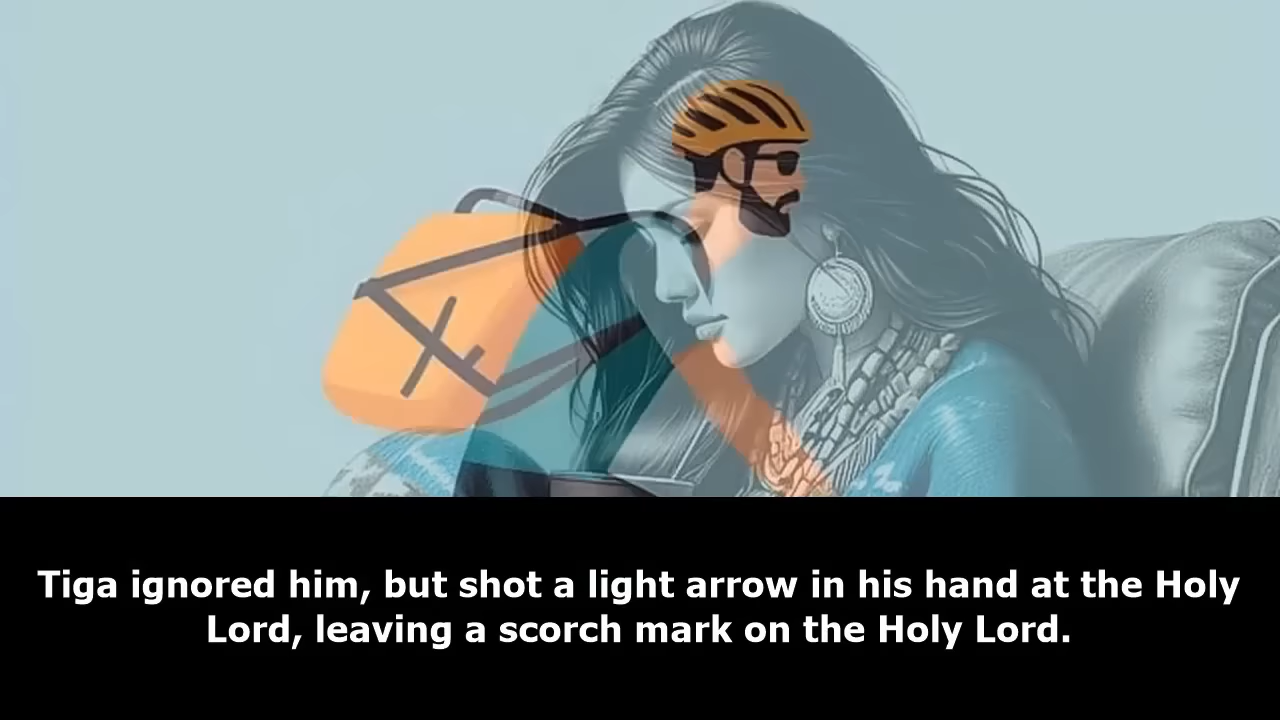 Tiga ignored him, but shot a light arrow in his hand at the Holy
Lord, leaving a scorch mark on the Holy Lord.